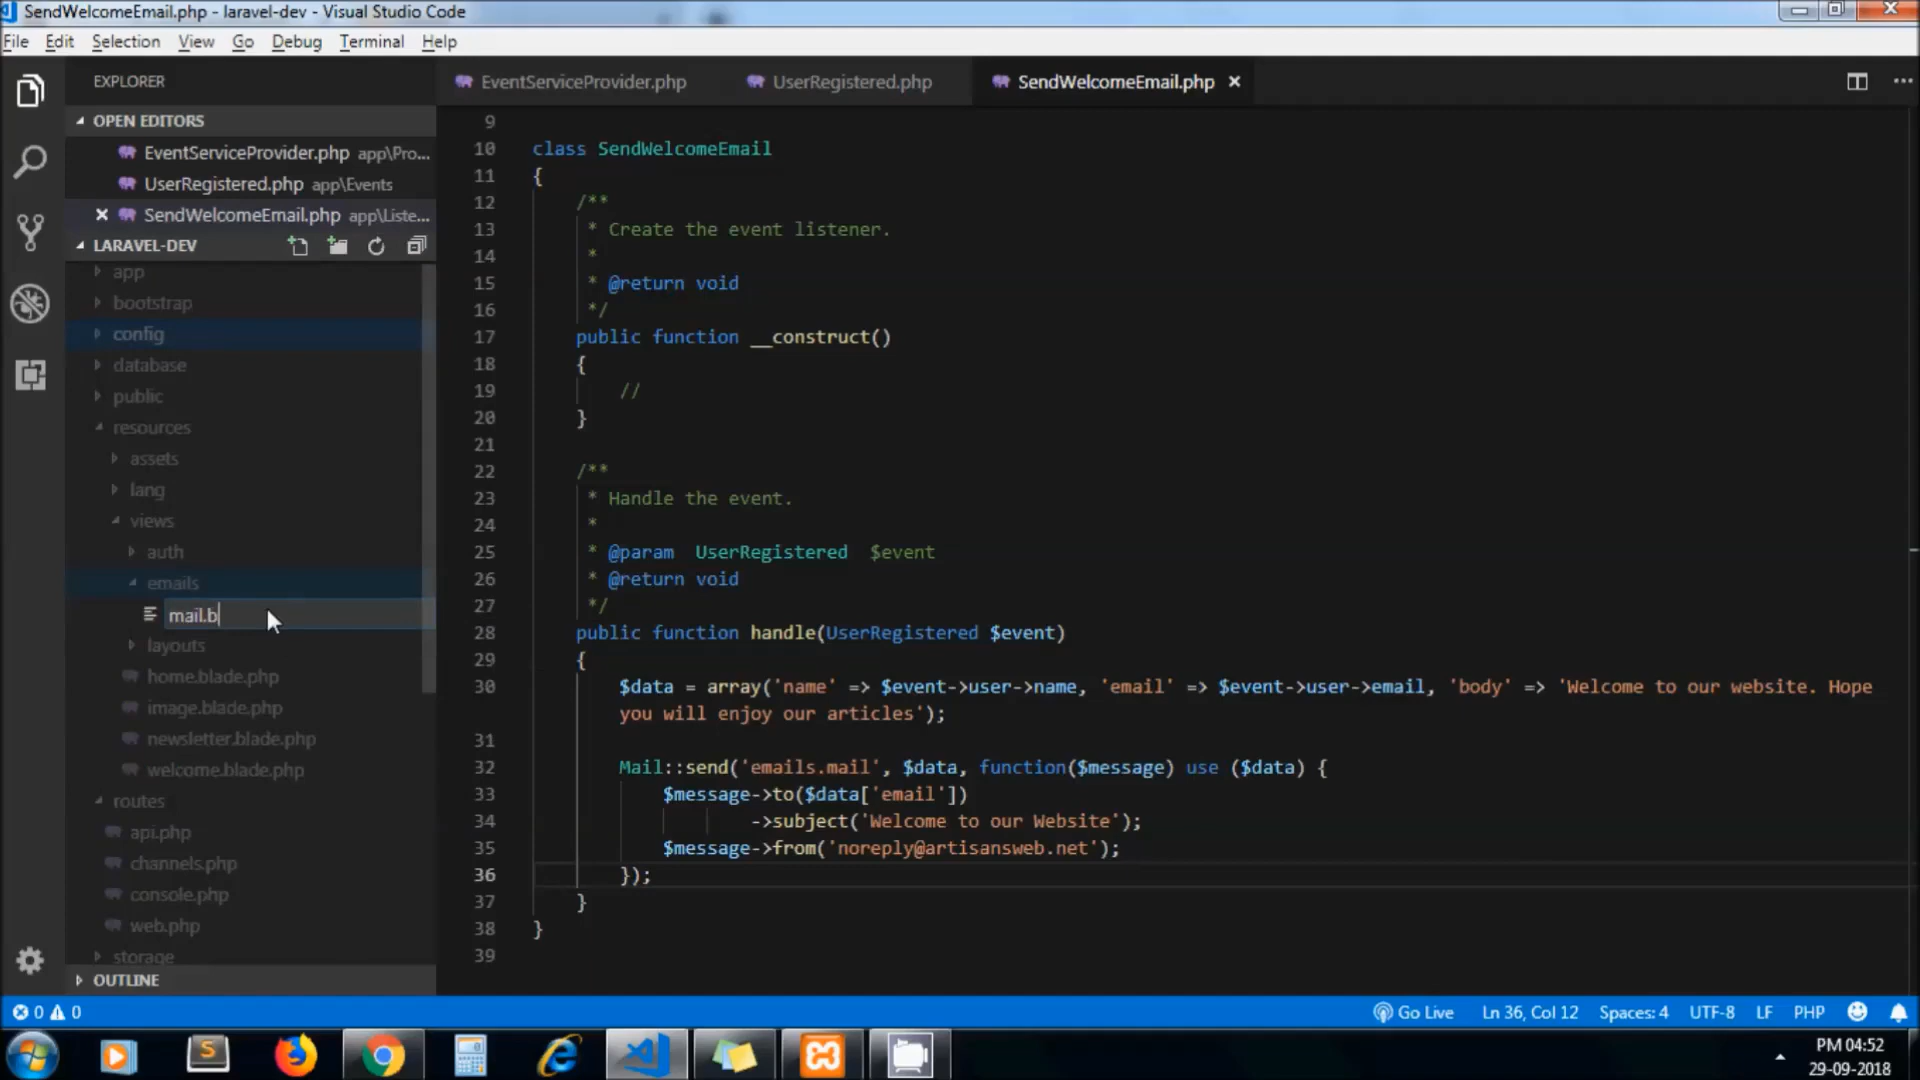 SendWelcomeEmail.php - laravel-dev - Visual Studio Code
File Edit Selection View Go Debug Terminal Help
EXPLORER
OPEN EDITORS
EventServiceProvider.php app\Pro...
UserRegistered.php app\Events
SendWelcomeEmail.php app\Liste...
LARAVEL-DEV
app
bootstrap
config
database
public
resources
assets
lang
views
auth
emails
mail.b
layouts
home.blade.php
image.blade.php
newsletter.blade.php
welcome.blade.php
routes
api.php
channels.php
console.php
web.php
storage
OUTLINE
EventServiceProvider.php UserRegistered.php SendWelcomeEmail.php
9
10 class SendWelcomeEmail
11 {
12 /**
13 * Create the event listener.
14 *
15 * @return void
16 */
17 public function __construct()
18 {
19 //
20 }
21
22 /**
23 * Handle the event.
24 *
25 * @param  UserRegistered  $event
26 * @return void
27 */
28 public function handle(UserRegistered $event)
29 {
30 $data = array('name' => $event->user->name, 'email' => $event->user->email, 'body' => 'Welcome to our website. Hope
you will enjoy our articles');
31
32 Mail::send('emails.mail', $data, function($message) use ($data) {
33 $message->to($data['email'])
34 ->subject('Welcome to our Website');
35 $message->from('noreply@artisansweb.net');
36 });
37 }
38 }
39
0 0 Go Live Ln 36, Col 12 Spaces: 4 UTF-8 LF PHP
PM 04:52
29-09-2018